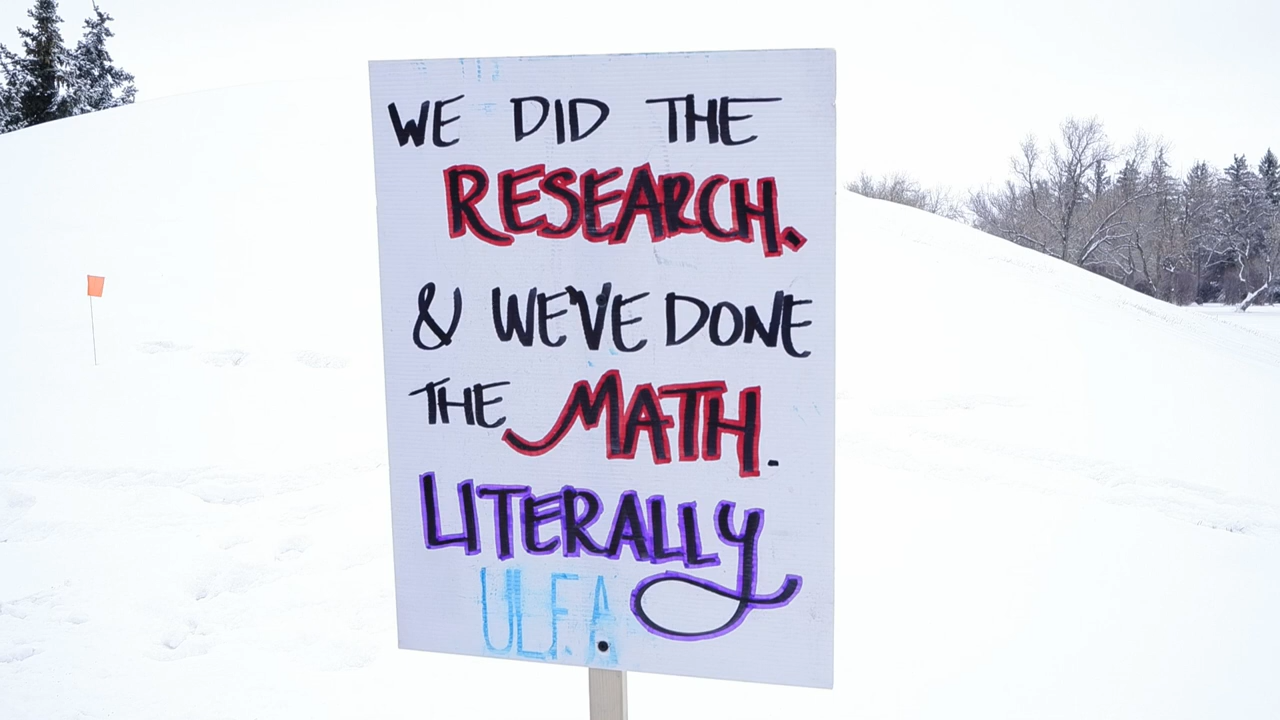 WE DID THE
RESEARCH.
& WE'VE DONE
THE MATH.
LITERALLY
ULFA